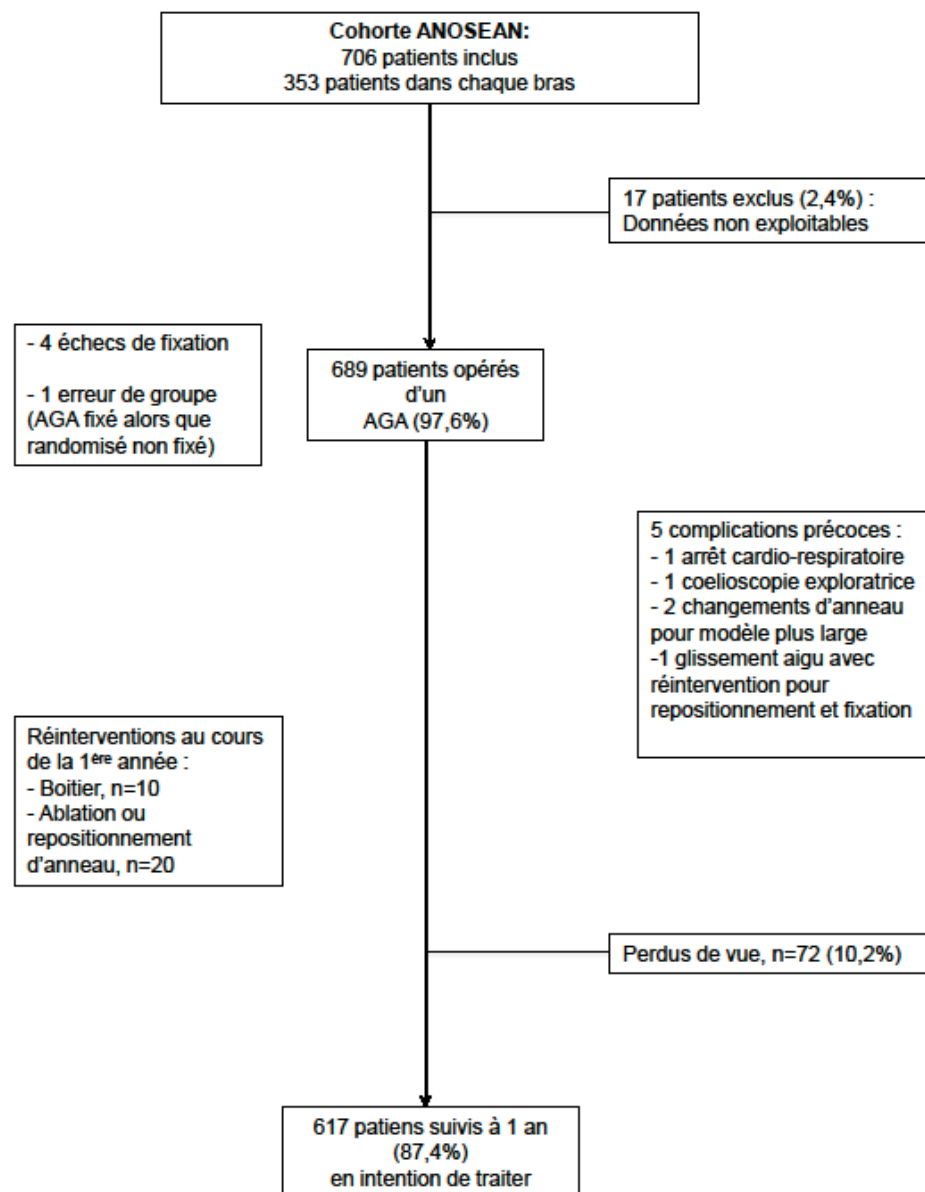 Cohorte ANOSEAN:
706 patients inclus
353 patients dans chaque bras
17 patients exclus (2,4%) :
Données non exploitables
- 4 échecs de fixation
- 1 erreur de groupe
(AGA fixé alors que
randomisé non fixé)
689 patients opérés
d'un
AGA (97,6%)
5 complications précoces :
- 1 arrêt cardio-respiratoire
- 1 coelioscopie exploratrice
- 2 changements d'anneau
pour modèle plus large
-1 glissement aigu avec
réintervention pour
repositionnement et fixation
Réinterventions au cours
de la 1ère année :
- Boitier, n=10
- Ablation ou
repositionnement
d'anneau, n=20
Perdus de vue, n=72 (10,2%)
617 patiens suivis à 1 an
(87,4%)
en intention de traiter